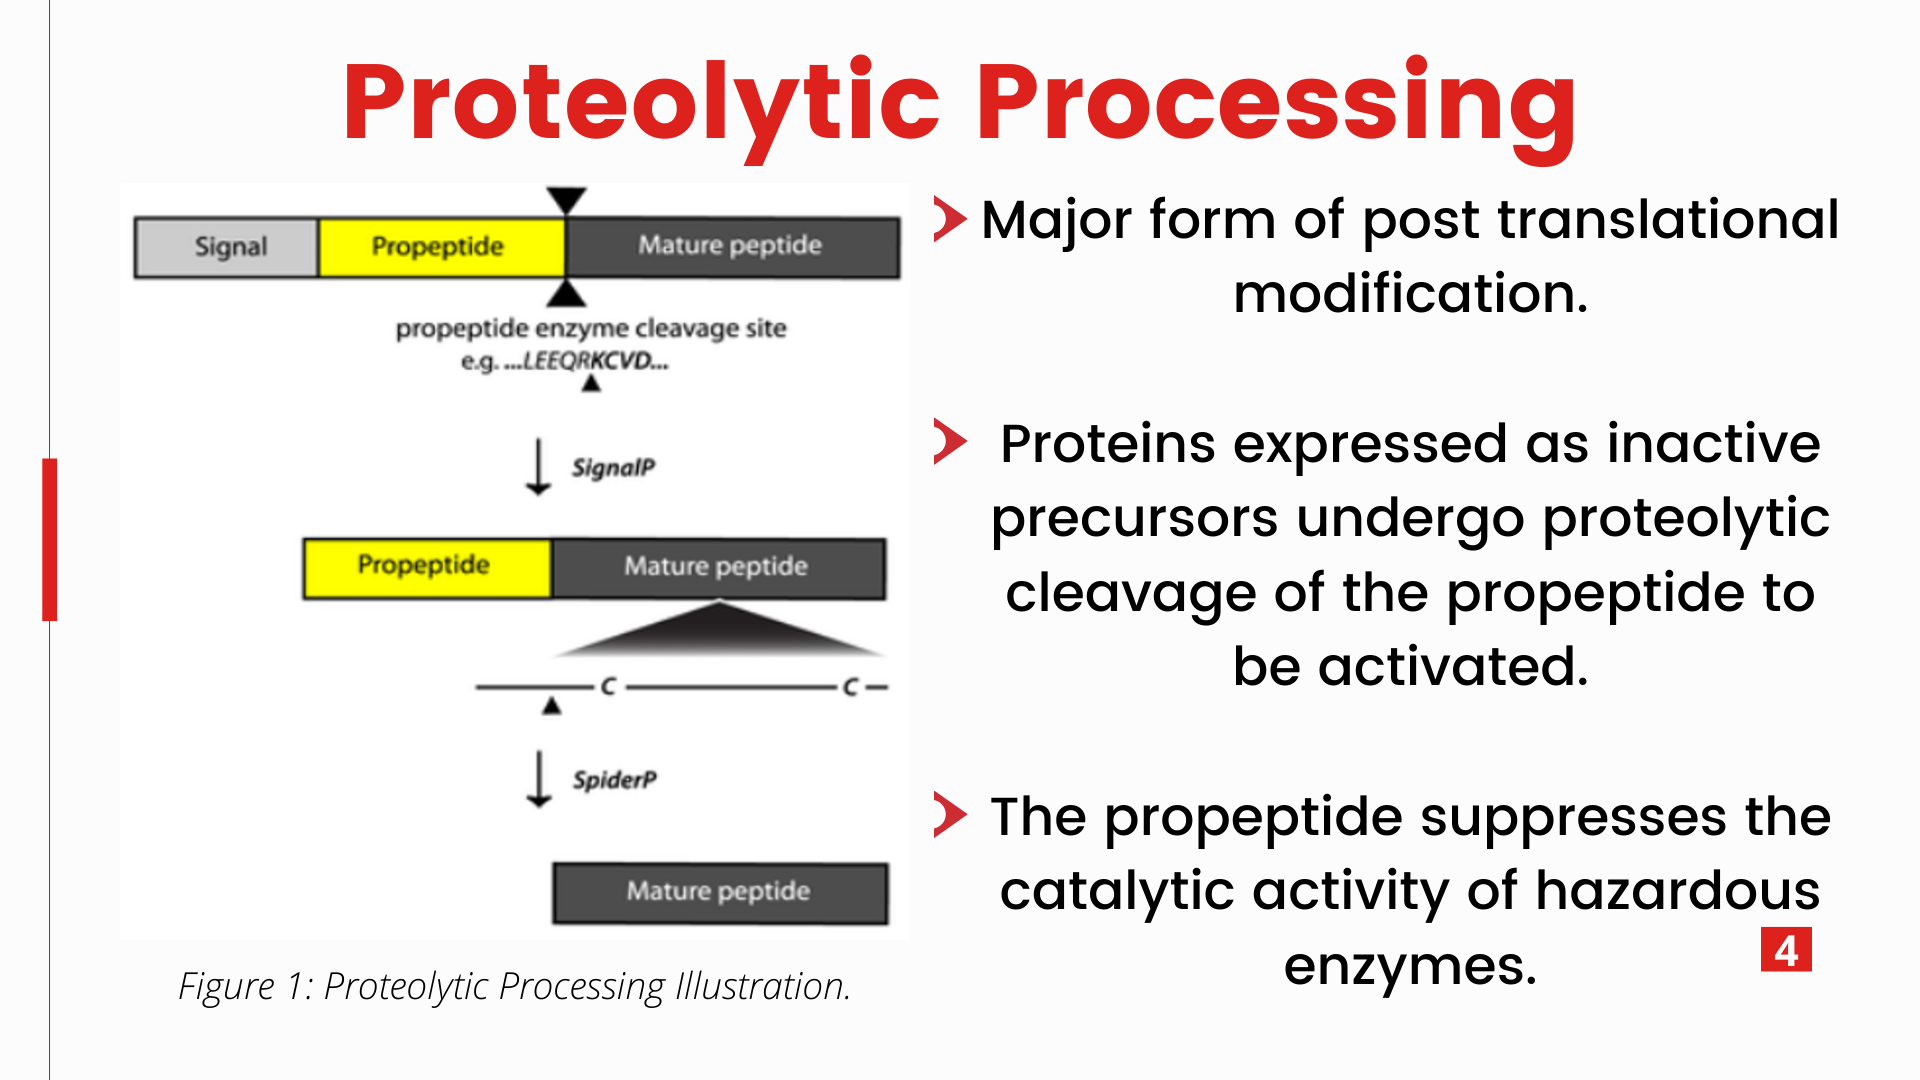 Proteolytic Processing
Signal
Propeptide
Mature peptide
propeptide enzyme cleavage site
e.g. ...LEEQRKCVD...
SignalP
Propeptide
Mature peptide
C
C
SpiderP
Mature peptide
Figure 1: Proteolytic Processing Illustration.
Major form of post translational
modification.
Proteins expressed as inactive
precursors undergo proteolytic
cleavage of the propeptide to
be activated.
The propeptide suppresses the
catalytic activity of hazardous
enzymes.
4